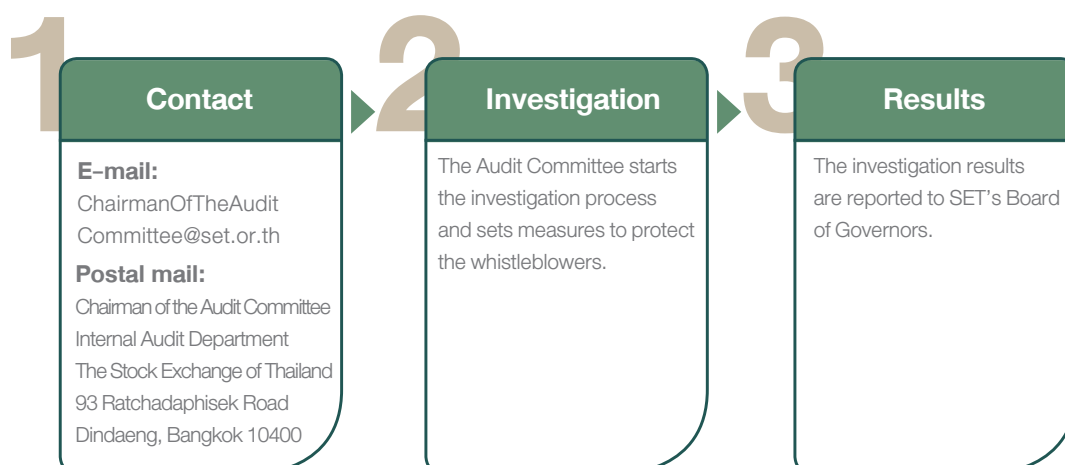 1
Contact
E-mail:
ChairmanOfTheAudit
Committee@set.or.th
Postal mail:
Chairman of the Audit Committee
Internal Audit Department
The Stock Exchange of Thailand
93 Ratchadaphisek Road
Dindaeng, Bangkok 10400
2
Investigation
The Audit Committee starts
the investigation process
and sets measures to protect
the whistleblowers.
3
Results
The investigation results
are reported to SET's Board
of Governors.